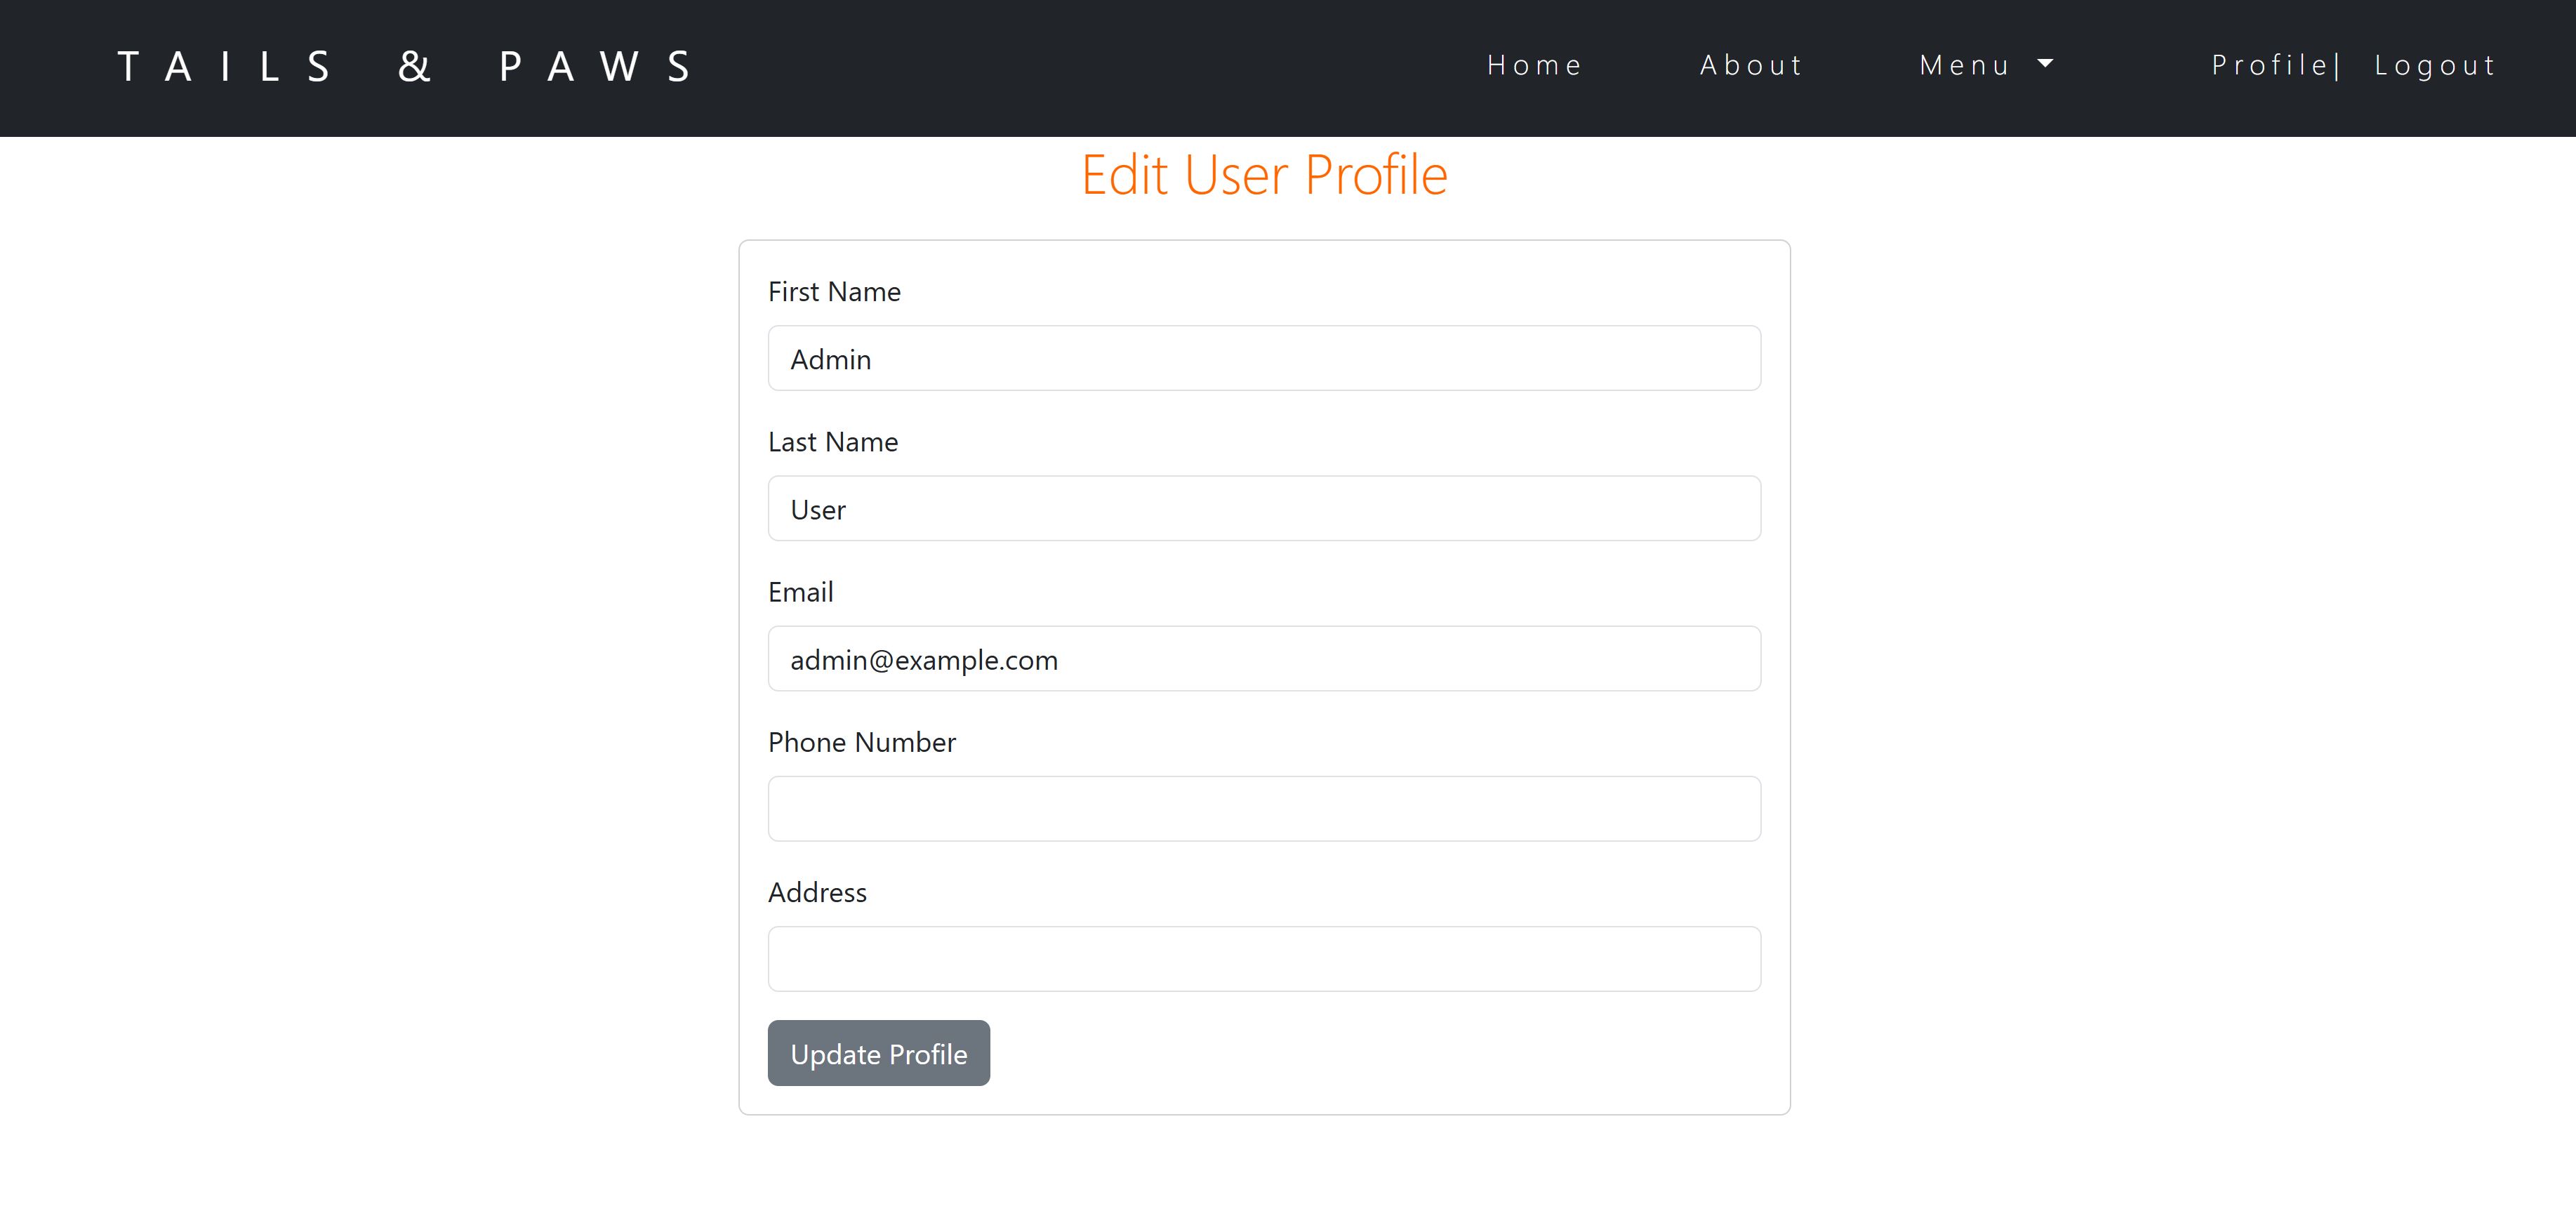 TAILS & PAWS
Home About Menu Profile| Logout
Edit User Profile
First Name
Admin
Last Name
User
Email
admin@example.com
Phone Number
Address
Update Profile